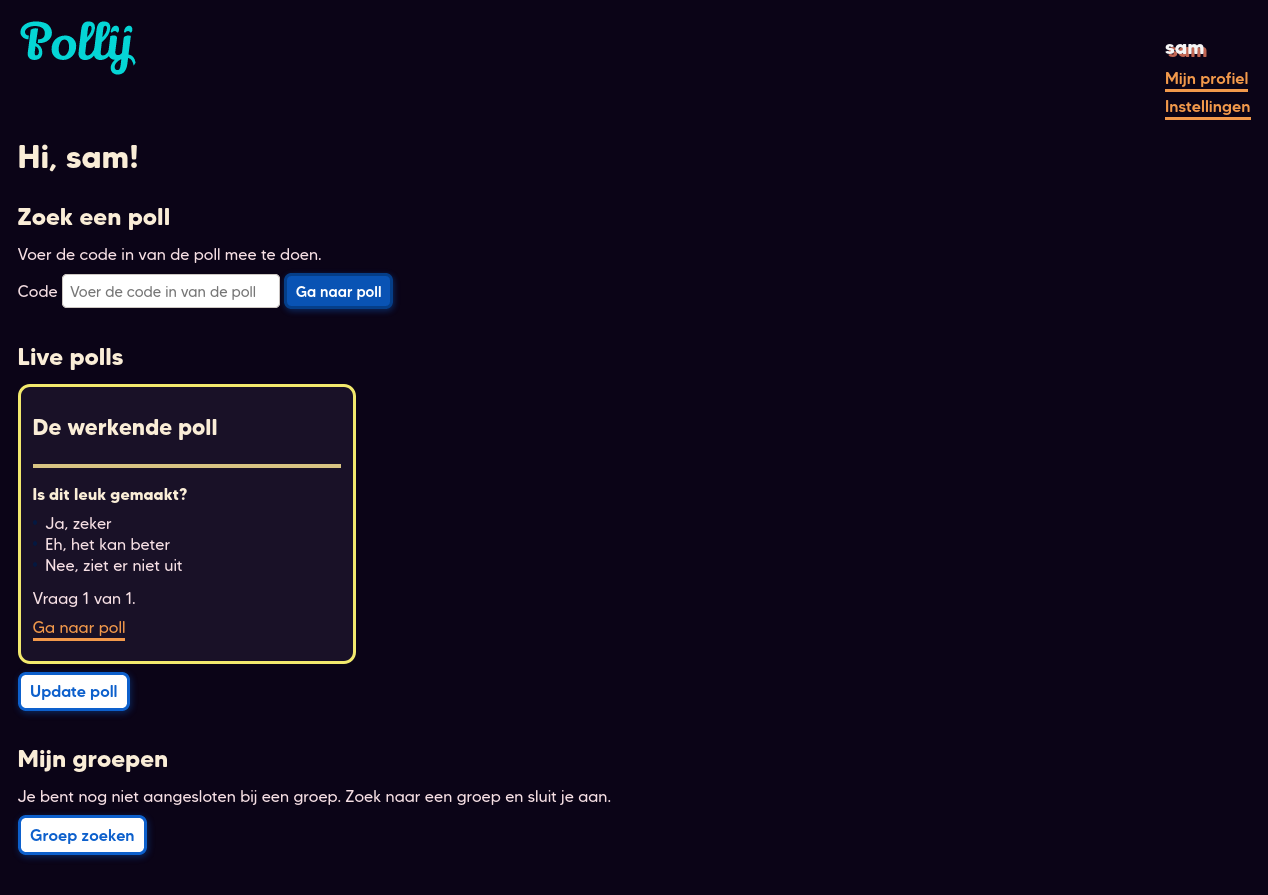 Pollij
sam
Mijn profiel
Instellingen
Hi, sam!
Zoek een poll
Voer de code in van de poll mee te doen.
Code Voer de code in van de poll Ga naar poll
Live polls
De werkende poll
Is dit leuk gemaakt?
Ja, zeker
Eh, het kan beter
Nee, ziet er niet uit
Vraag 1 van 1.
Ga naar poll
Update poll
Mijn groepen
Je bent nog niet aangesloten bij een groep. Zoek naar een groep en sluit je aan.
Groep zoeken